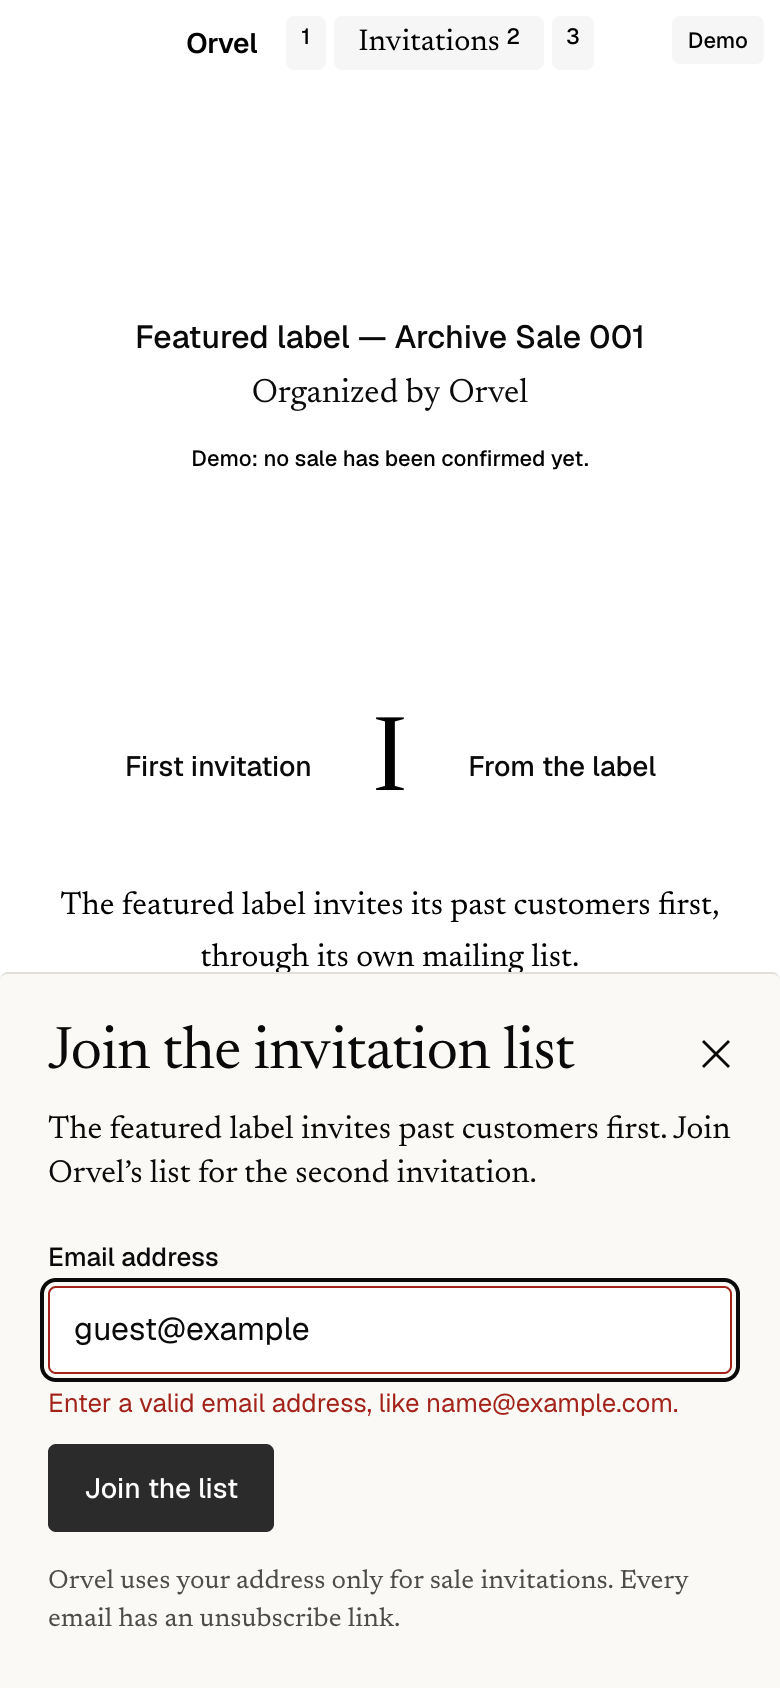 Orvel 1 Invitations 2 3 Demo
Featured label — Archive Sale 001
Organized by Orvel
Demo: no sale has been confirmed yet.
First invitation I From the label
The featured label invites its past customers first,
through its own mailing list.
Join the invitation list
The featured label invites past customers first. Join
Orvel’s list for the second invitation.
Email address
guest@example
Enter a valid email address, like name@example.com.
Join the list
Orvel uses your address only for sale invitations. Every
email has an unsubscribe link.